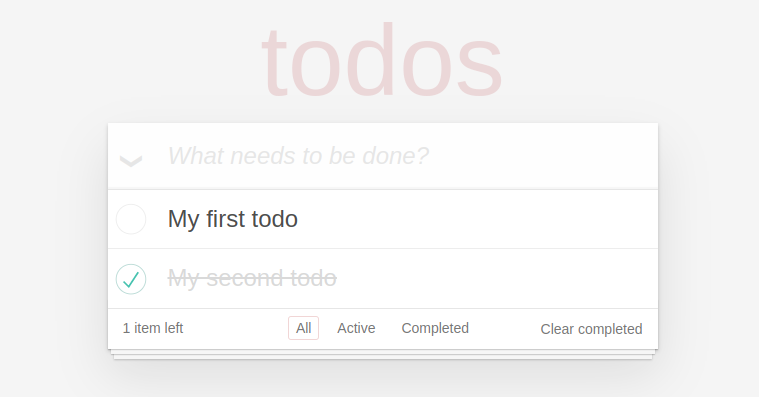 todos
What needs to be done?
My first todo
My second todo
1 item left All Active Completed Clear completed